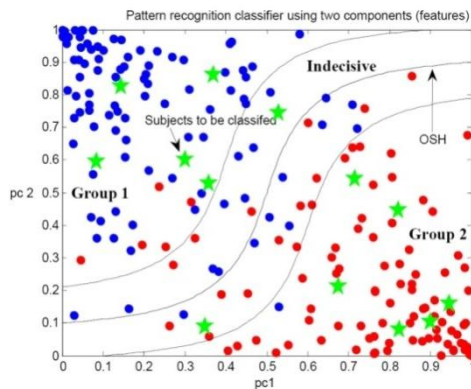 Pattern recognition classifier using two components (features)
1
0.9
0.8
0.7
0.6
0.5
0.4
0.3
0.2
0.1
0
pc 2
Indecisive
Subjects to be classifed
OSH
Group 1
Group 2
0 0.1 0.2 0.3 0.4 0.5 0.6 0.7 0.8 0.9
pc1